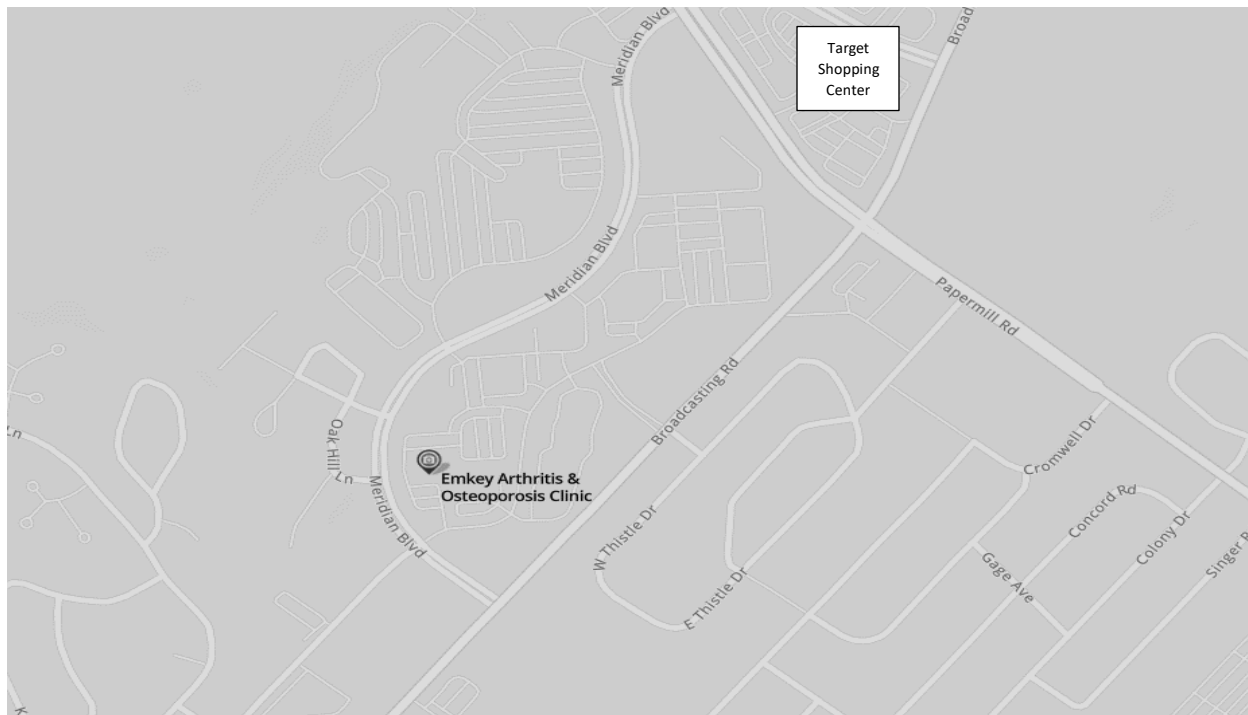 Meridian Blvd
Broad
Target
Shopping
Center
Meridian Blvd
Papermill Rd
Broadcasting Rd
Oak Hill Ln
Ln
Cromwell Dr
Emkey Arthritis &
Osteoporosis Clinic
Meridian Blvd
Concord Rd
W Thistle Dr
Colony Dr
Singer R
Gage Ave
E Thistle Dr
K